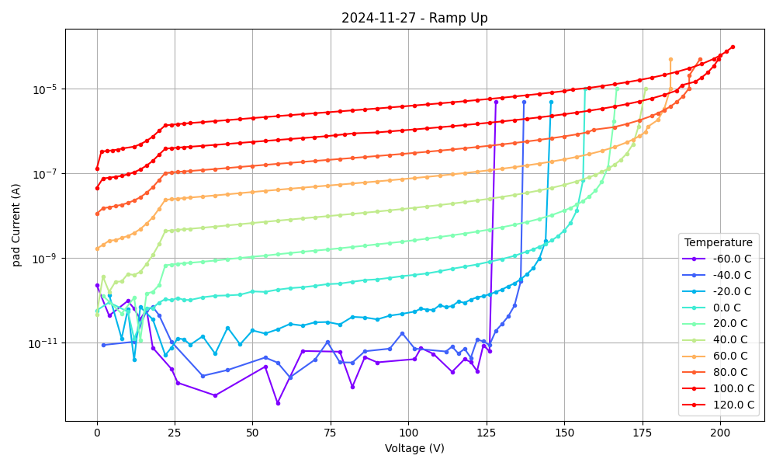 2024-11-27 - Ramp Up
pad Current (A)
10⁻⁵
10⁻⁷
10⁻⁹
10⁻¹¹
0
25
50
75
100
125
150
175
200
Voltage (V)
Temperature
-60.0 C
-40.0 C
-20.0 C
0.0 C
20.0 C
40.0 C
60.0 C
80.0 C
100.0 C
120.0 C